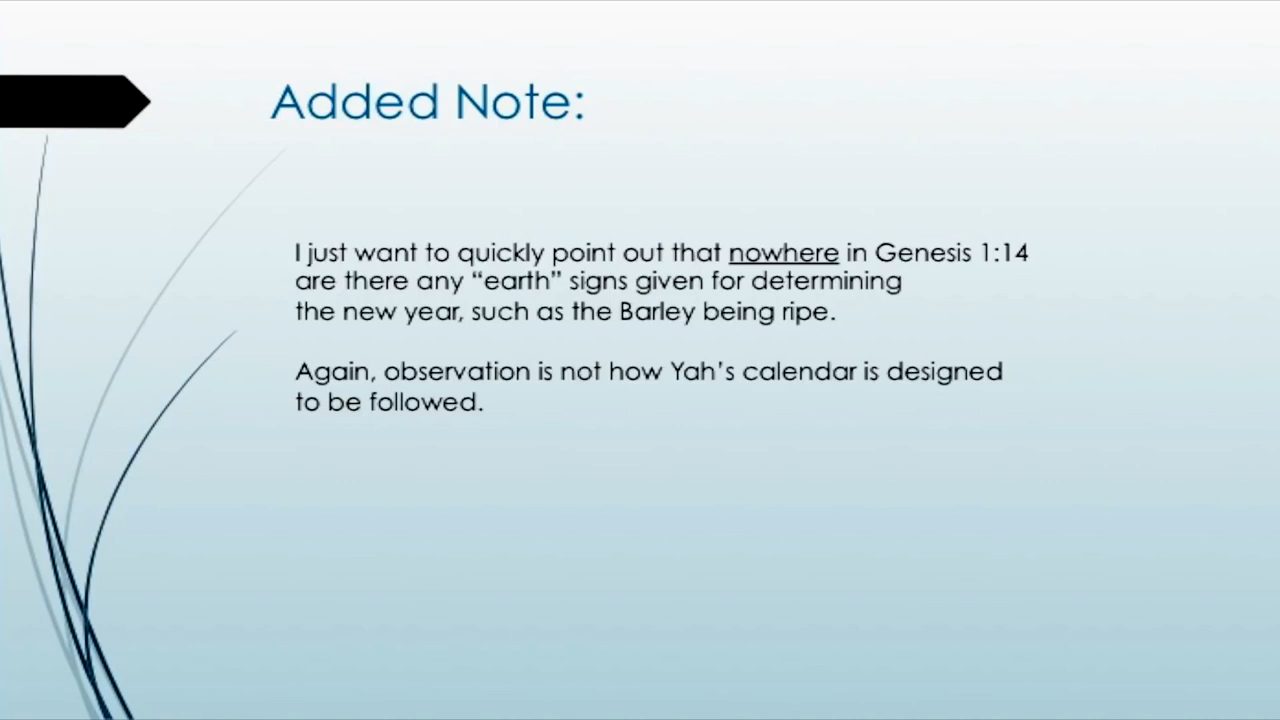 Added Note:
I just want to quickly point out that nowhere in Genesis 1:14
are there any “earth” signs given for determining
the new year, such as the Barley being ripe.
Again, observation is not how Yah’s calendar is designed
to be followed.